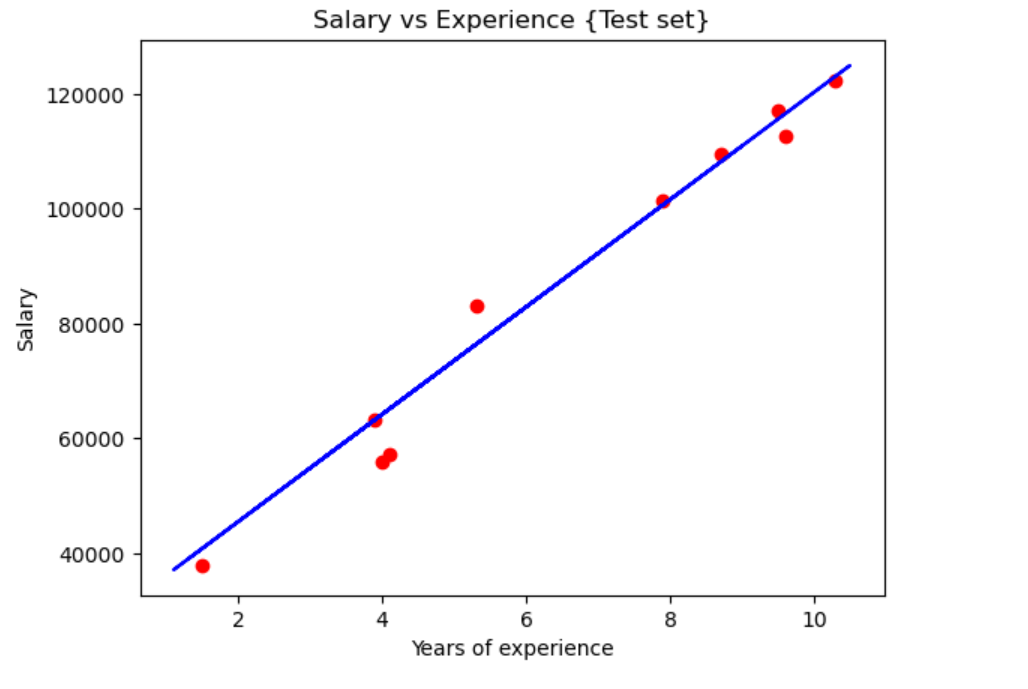 Salary vs Experience {Test set}
120000
100000
80000
60000
40000
Salary
2 4 6 8 10
Years of experience